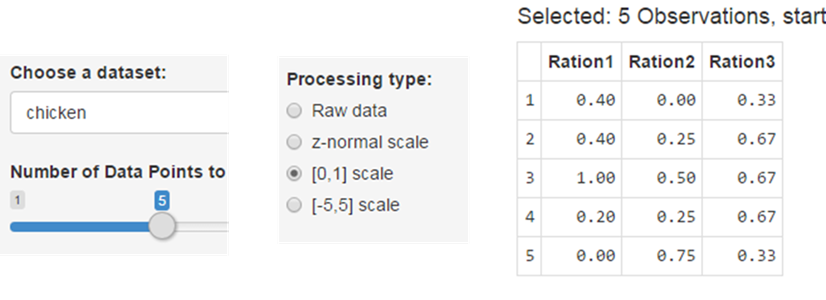 Choose a dataset:
chicken
Number of Data Points to
1
5
Processing type:
Raw data
z-normal scale
[0,1] scale
[-5,5] scale
Selected: 5 Observations, start
Ration1 Ration2 Ration3
1 0.40 0.00 0.33
2 0.40 0.25 0.67
3 1.00 0.50 0.67
4 0.20 0.25 0.67
5 0.00 0.75 0.33